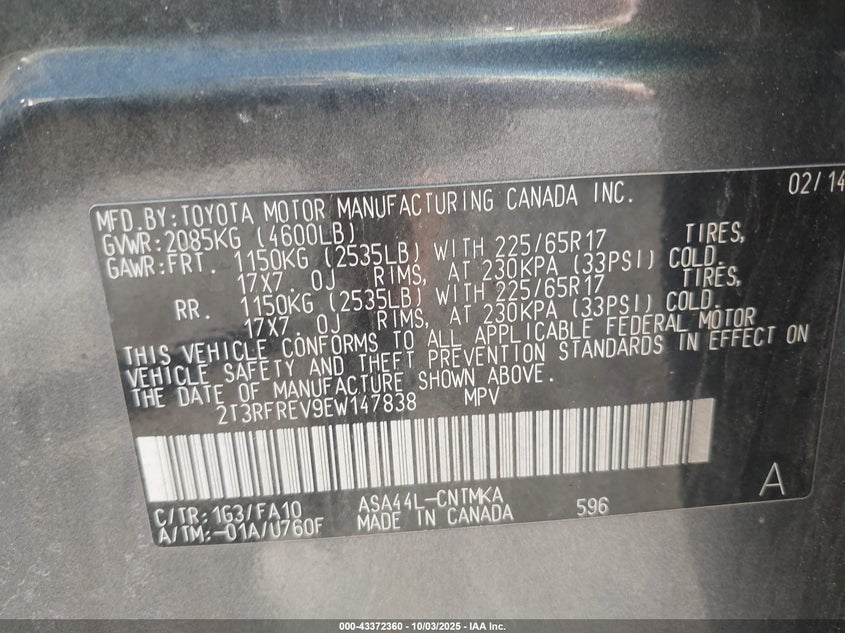 02/14
MFD.BY:TOYOTA MOTOR MANUFACTURING CANADA INC.
GVWR:2085KG (4600LB)
GAWR:FRT. 1150KG (2535LB) WITH 225/65R17 TIRES,
17X7.0J RIMS, AT 230KPA (33PSI) COLD.
RR. 1150KG (2535LB) WITH 225/65R17 TIRES,
17X7.0J RIMS, AT 230KPA (33PSI) COLD.
THIS VEHICLE CONFORMS TO ALL APPLICABLE FEDERAL MOTOR
VEHICLE SAFETY AND THEFT PREVENTION STANDARDS IN EFFECT ON
THE DATE OF MANUFACTURE SHOWN ABOVE.
2T3RFREV9EW147838 MPV
A
C/TR:1G3/FA10 ASA44L-CNTMKA 596
A/TM:-01A/U760F MADE IN CANADA
000-43372360 - 10/03/2025 - IAA Inc.